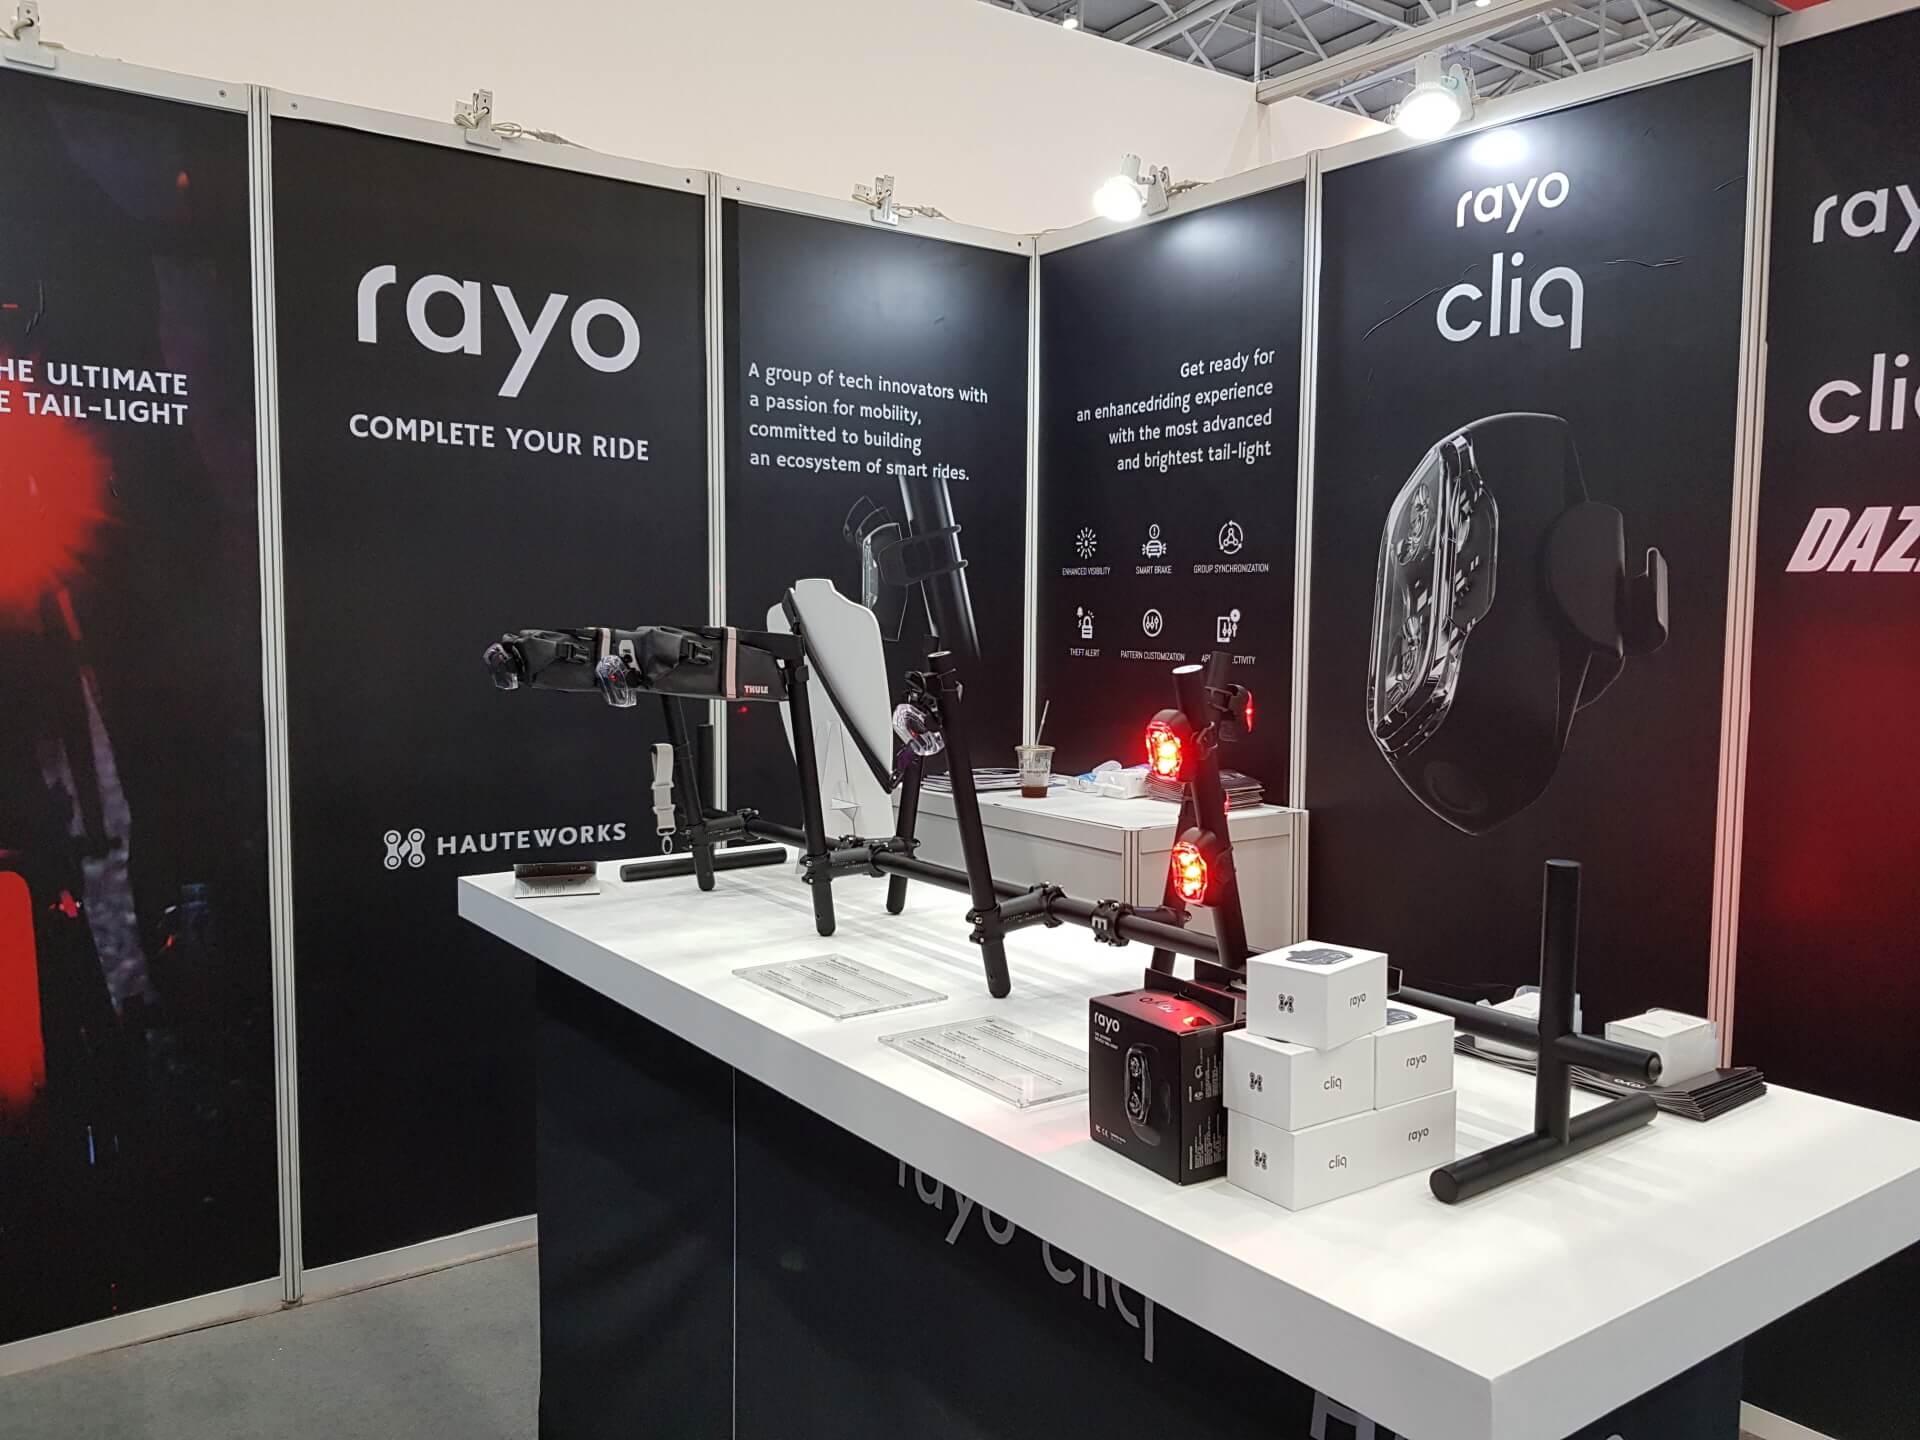 HE ULTIMATE
E TAIL-LIGHT
rayo
COMPLETE YOUR RIDE
HAUTEWORKS
A group of tech innovators with
a passion for mobility,
committed to building
an ecosystem of smart rides.
Get ready for
an enhancedriding experience
with the most advanced
and brightest tail-light
ENHANCED VISIBILITY
SMART BRAKE
GROUP SYNCHRONIZATION
THEFT ALERT
PATTERN CUSTOMIZATION
rayo
cliq
ray
cli
DAZ
THULE
rayo
rayo
cliq
rayo
cliq
rayo
rayo cliq